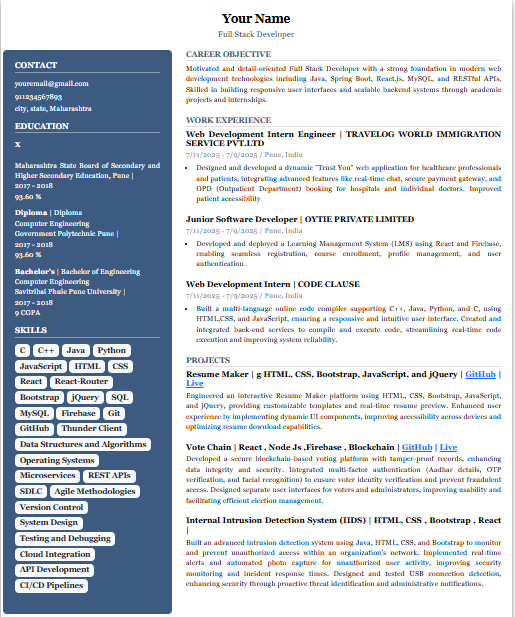 Your Name
Full Stack Developer
CONTACT
youremail@gmail.com
911234567893
city, state, Maharashtra
EDUCATION
X
Maharashtra State Board of Secondary and
Higher Secondary Education, Pune |
2017 - 2018
93.60 %
Diploma | Diploma
Computer Engineering
Government Polytechnic Pune |
2017 - 2018
93.60 %
Bachelor's | Bachelor of Engineering
Computer Engineering
Savitribai Phule Pune University |
2017 - 2018
9 CGPA
SKILLS
C C++ Java Python
JavaScript HTML CSS
React React-Router
Bootstrap jQuery SQL
MySQL Firebase Git
GitHub Thunder Client
Data Structures and Algorithms
Operating Systems
Microservices REST APIs
SDLC Agile Methodologies
Version Control
System Design
Testing and Debugging
Cloud Integration
API Development
CI/CD Pipelines
CAREER OBJECTIVE
Motivated and detail-oriented Full Stack Developer with a strong foundation in modern web
development technologies including Java, Spring Boot, React.js, MySQL, and RESTful APIs.
Skilled in building responsive user interfaces and scalable backend systems through academic
projects and internships.
WORK EXPERIENCE
Web Development Intern Engineer | TRAVELOG WORLD IMMIGRATION
SERVICE PVT.LTD
7/11/2025 - 7/9/2025 / Pune, India
• Designed and developed a dynamic "Trust You" web application for healthcare professionals
and patients, integrating advanced features like real-time chat, secure payment gateway, and
OPD (Outpatient Department) booking for hospitals and individual doctors. Improved
patient accessibility
Junior Software Developer | OYTIE PRIVATE LIMITED
7/11/2025 - 7/9/2025 / Pune, India
• Developed and deployed a Learning Management System (LMS) using React and Firebase,
enabling seamless registration, course enrollment, profile management, and user
authentication.
Web Development Intern | CODE CLAUSE
7/11/2025 - 7/9/2025 / Pune, India
• Built a multi-language online code compiler supporting C++, Java, Python, and C, using
HTML,CSS, and JavaScript, ensuring a responsive and intuitive user interface. Created and
integrated back-end services to compile and execute code, streamlining real-time code
execution and improving system reliability.
PROJECTS
Resume Maker | g HTML, CSS, Bootstrap, JavaScript, and jQuery | GitHub |
Live
Engineered an interactive Resume Maker platform using HTML, CSS, Bootstrap, JavaScript,
and jQuery, providing customizable templates and real-time resume preview. Enhanced user
experience by implementing dynamic UI components, improving accessibility across devices and
optimizing resume download capabilities.
Vote Chain | React , Node Js ,Firebase , Blockchain | GitHub | Live
Developed a secure blockchain-based voting platform with tamper-proof records, enhancing
data integrity and security. Integrated multi-factor authentication (Aadhar details, OTP
verification, and facial recognition) to ensure voter identity verification and prevent fraudulent
access. Designed separate user interfaces for voters and administrators, improving usability and
facilitating efficient election management.
Internal Intrusion Detection System (IIDS) | HTML, CSS , Bootstrap , React
|
Built an advanced intrusion detection system using Java, HTML, CSS, and Bootstrap to monitor
and prevent unauthorized access within an organization's network. Implemented real-time
alerts and automated photo capture for unauthorized user activity, improving security
monitoring and incident response times. Designed and tested USB connection detection,
enhancing security through proactive threat identification and administrative notifications.